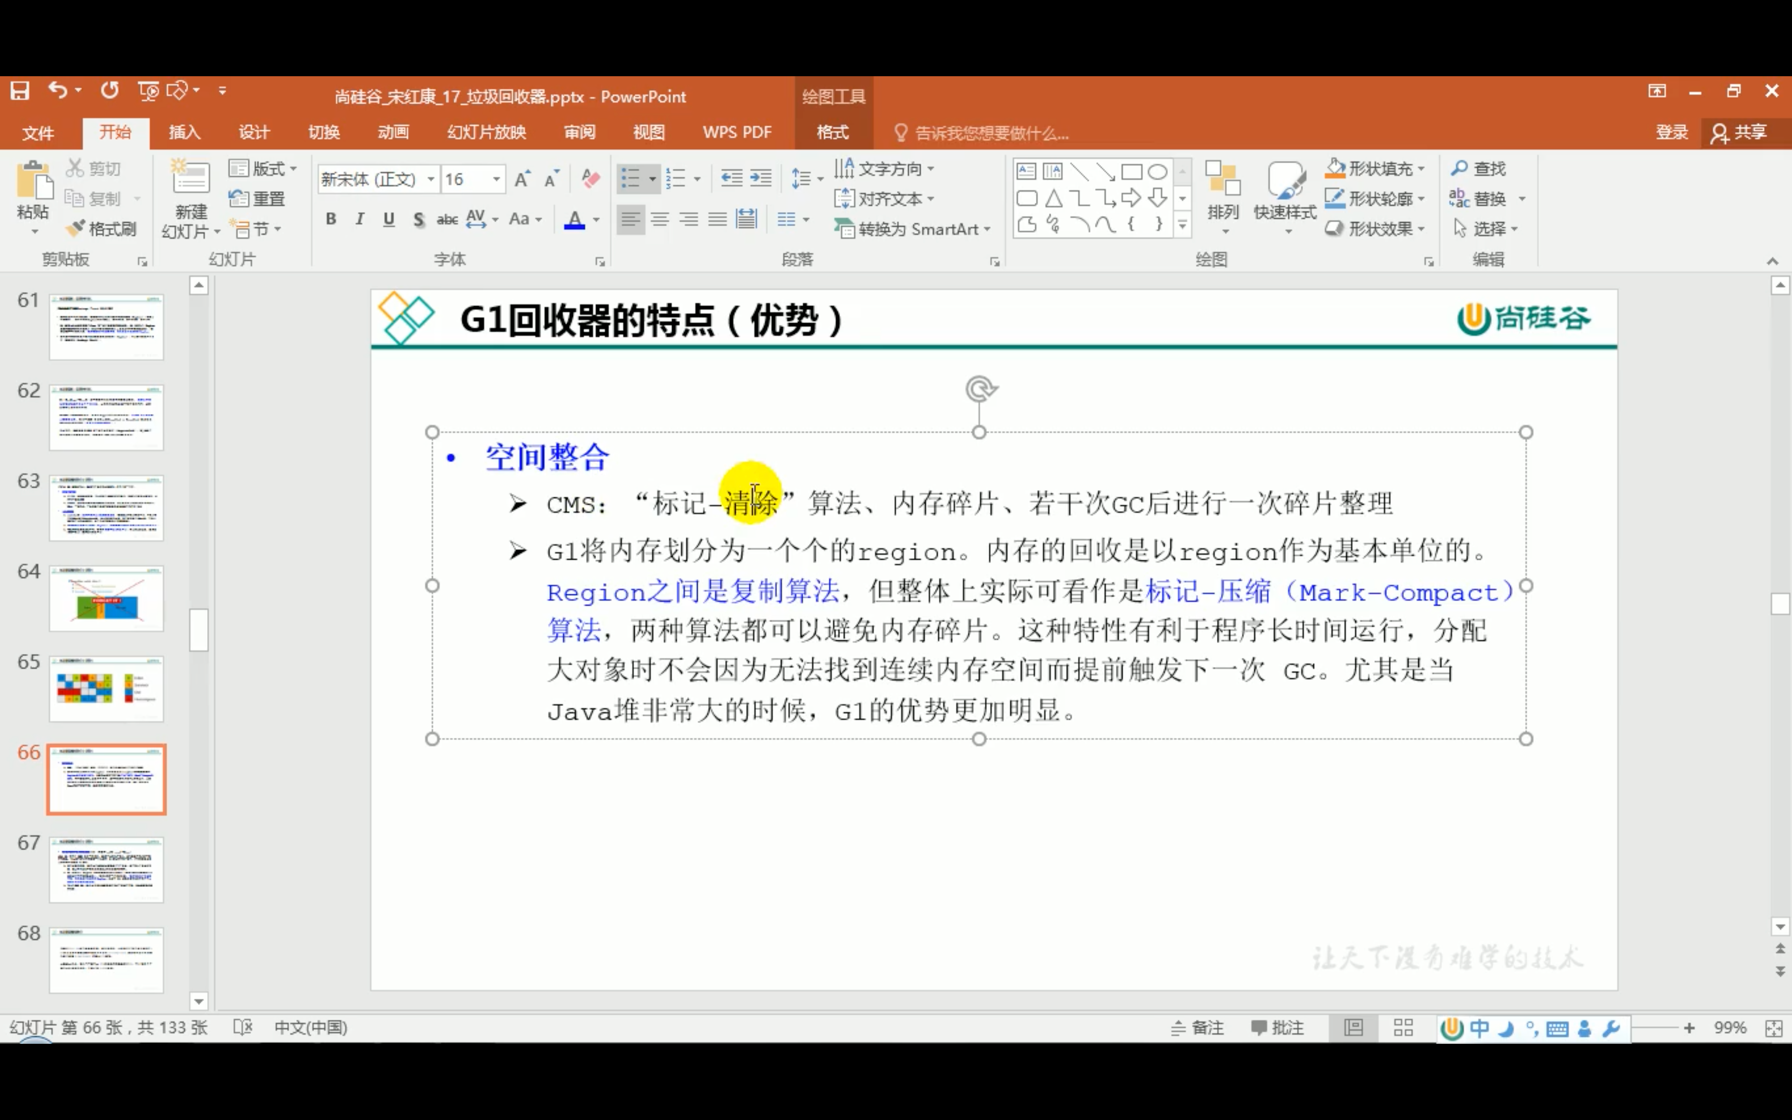 尚硅谷_宋红康_17_垃圾回收器.pptx - PowerPoint
绘图工具
文件
开始
插入
设计
切换
动画
幻灯片放映
审阅
视图
WPS PDF
格式
告诉我您想要做什么...
登录
共享
粘贴
剪切
复制
格式刷
剪贴板
新建
幻灯片
版式
重置
节
幻灯片
新宋体 (正文)
16
B I U S abc AV Aa A
字体
文字方向
对齐文本
转换为 SmartArt
段落
排列
快速样式
形状填充
形状轮廓
形状效果
绘图
查找
替换
选择
编辑
61
62
63
64
65
66
67
68
G1回收器的特点（优势）
尚硅谷
• 空间整合
➢ CMS：“标记-清除”算法、内存碎片、若干次GC后进行一次碎片整理
➢ G1将内存划分为一个个的region。内存的回收是以region作为基本单位的。
Region之间是复制算法，但整体上实际可看作是标记-压缩（Mark-Compact）
算法，两种算法都可以避免内存碎片。这种特性有利于程序长时间运行，分配
大对象时不会因为无法找到连续内存空间而提前触发下一次 GC。尤其是当
Java堆非常大的时候，G1的优势更加明显。
让天下没有难学的技术
幻灯片 第 66 张，共 133 张
中文(中国)
备注
批注
中
99%